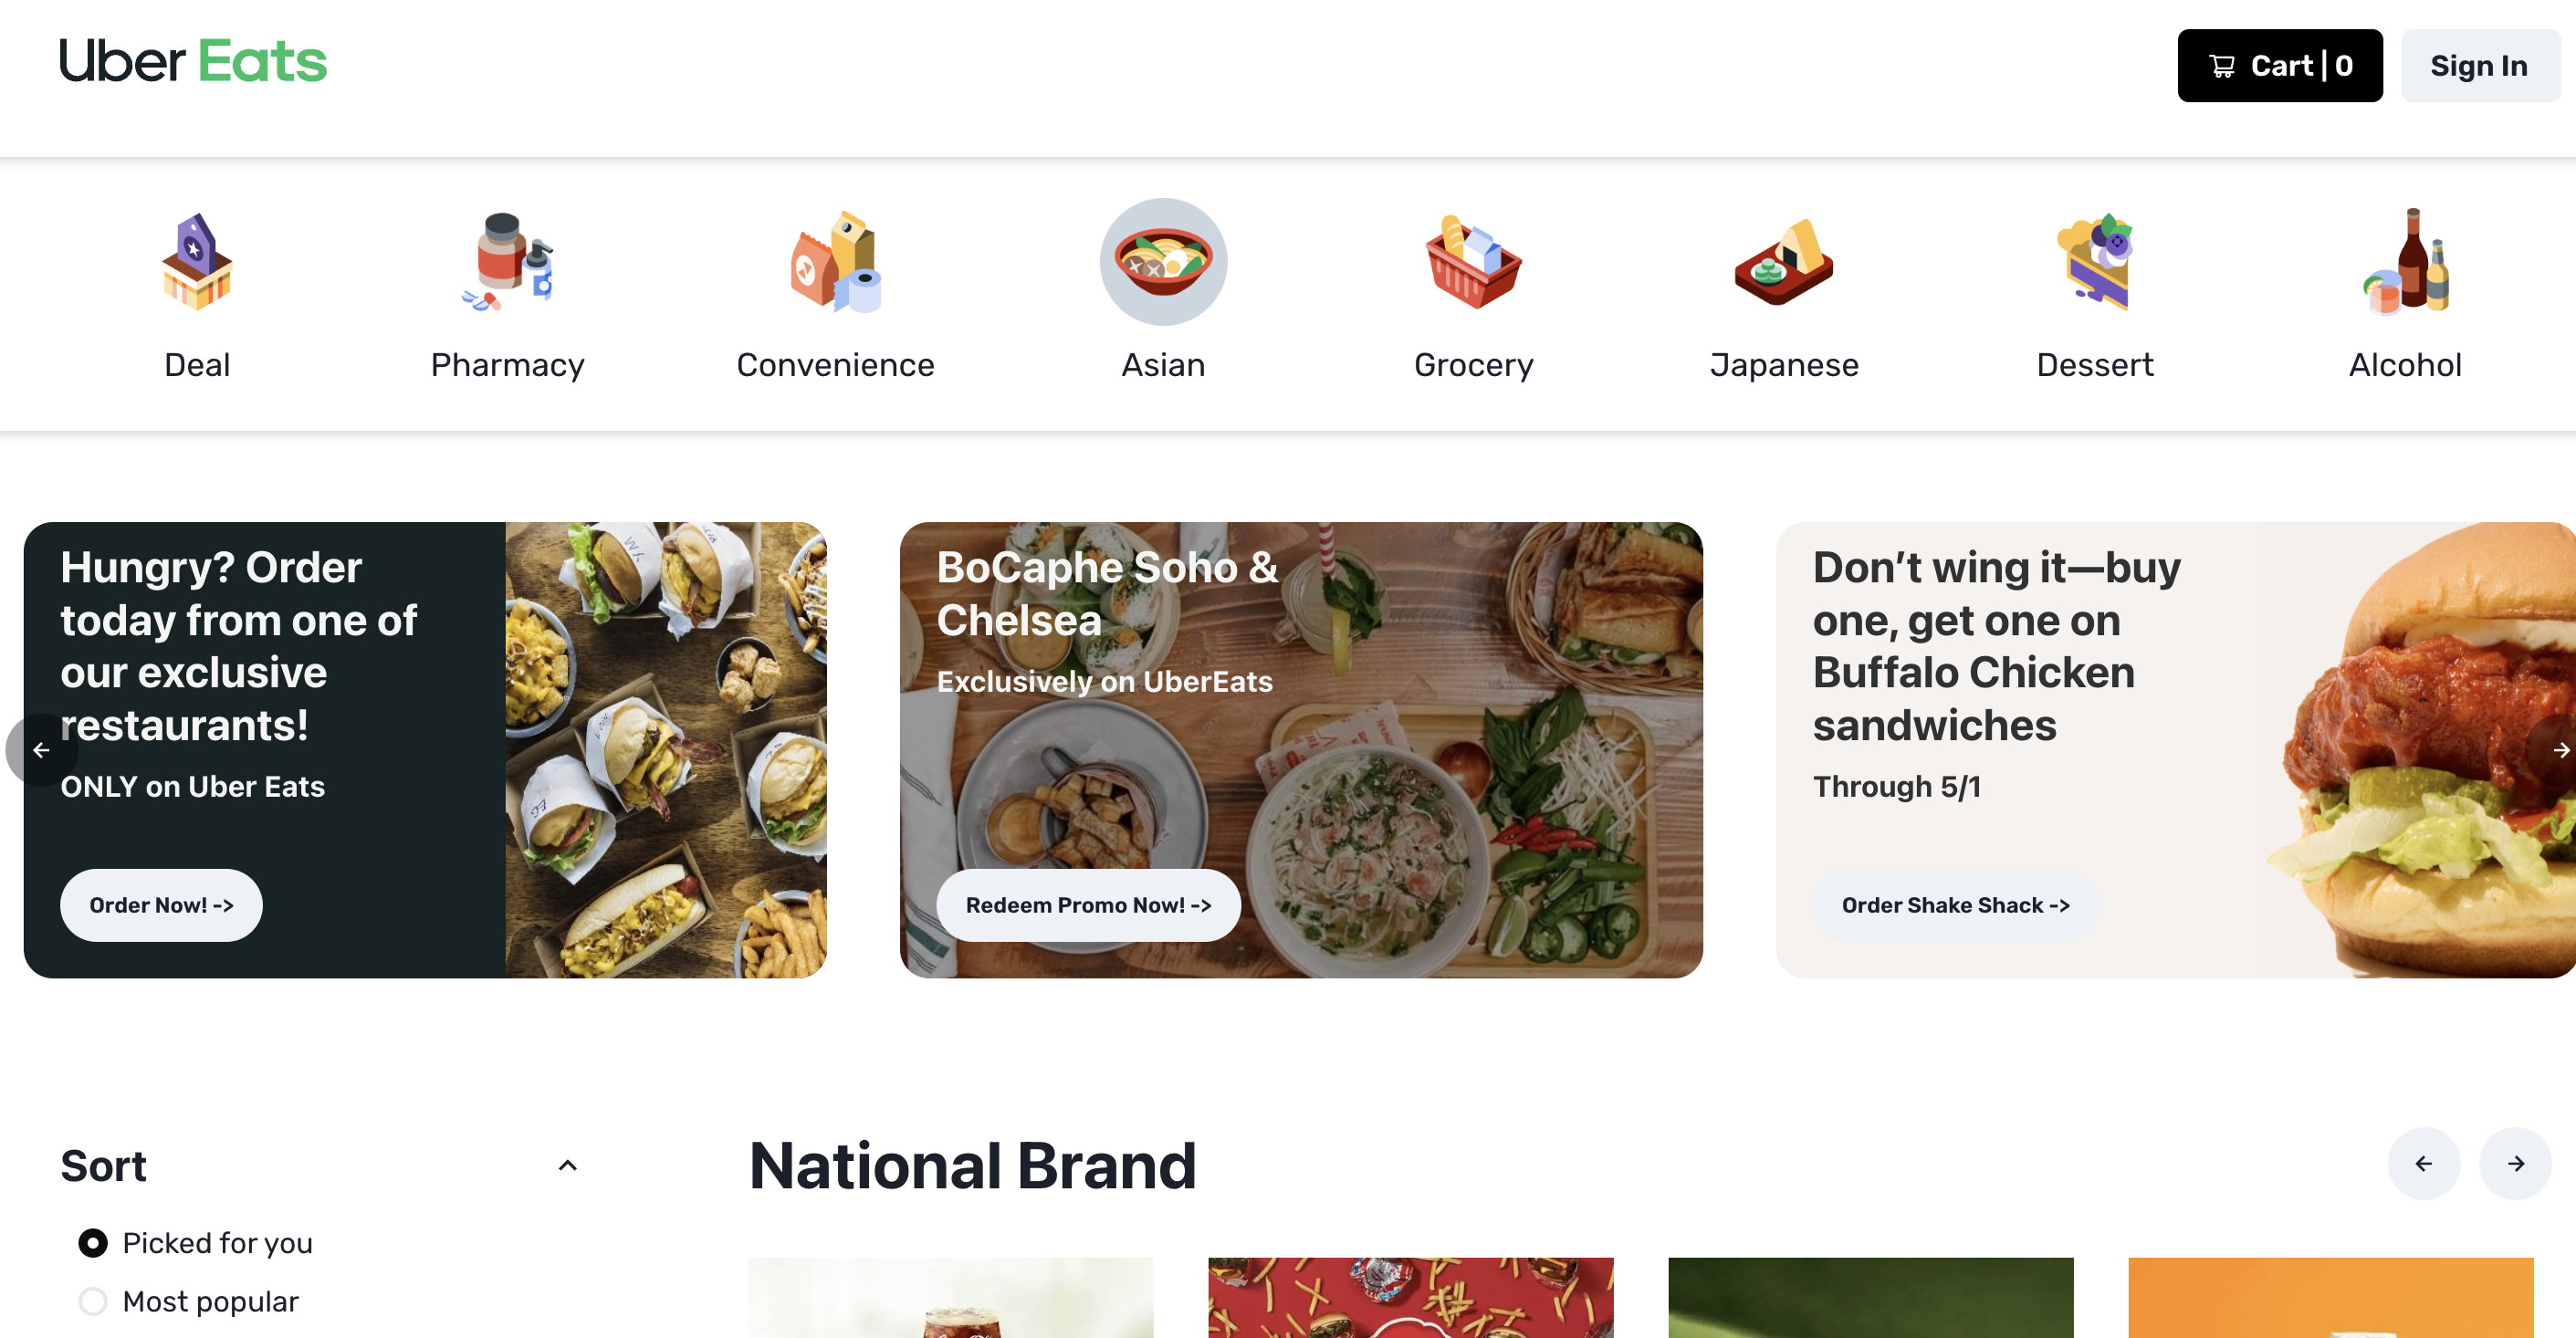 Uber Eats
Cart | 0
Sign In
Deal
Pharmacy
Convenience
Asian
Grocery
Japanese
Dessert
Alcohol
Hungry? Order
today from one of
our exclusive
restaurants!
ONLY on Uber Eats
Order Now! ->
BoCaphe Soho &
Chelsea
Exclusively on UberEats
Redeem Promo Now! ->
Don’t wing it—buy
one, get one on
Buffalo Chicken
sandwiches
Through 5/1
Order Shake Shack ->
Sort
Picked for you
Most popular
National Brand